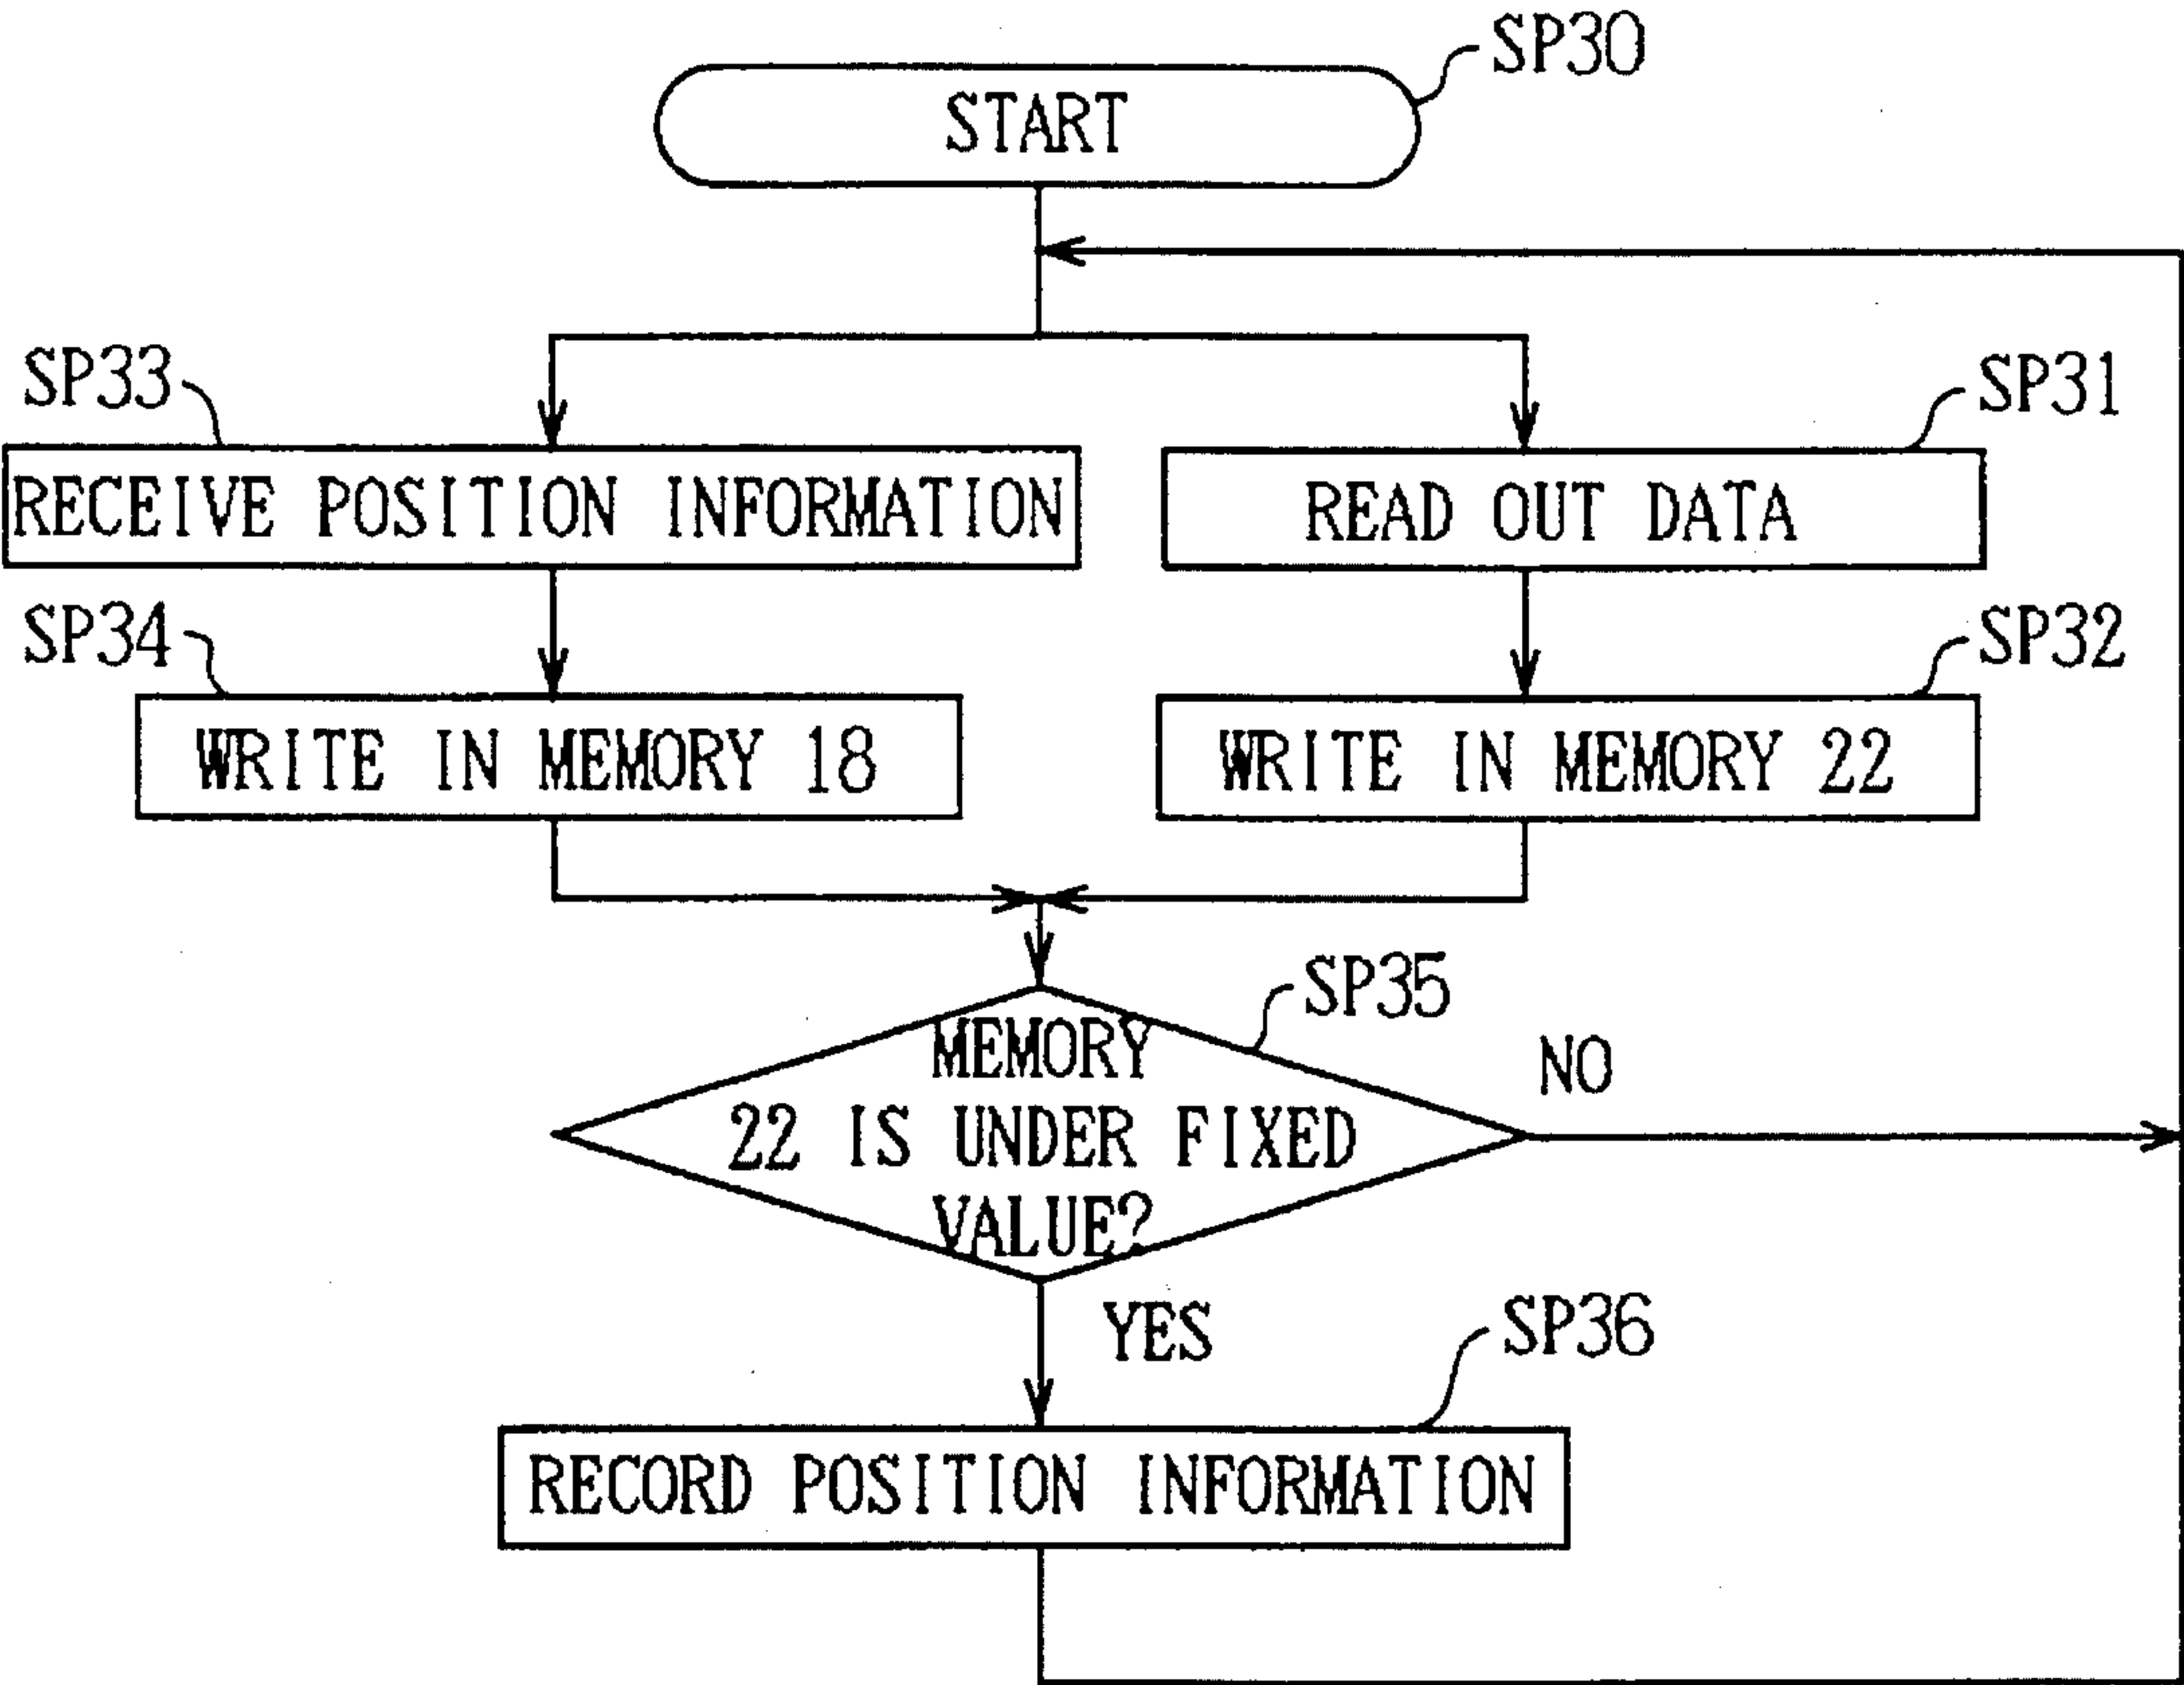 SP30
START
SP33
SP31
RECEIVE POSITION INFORMATION
READ OUT DATA
SP34
SP32
WRITE IN MEMORY 18
WRITE IN MEMORY 22
SP35
MEMORY
22 IS UNDER FIXED
VALUE?
NO
YES
SP36
RECORD POSITION INFORMATION